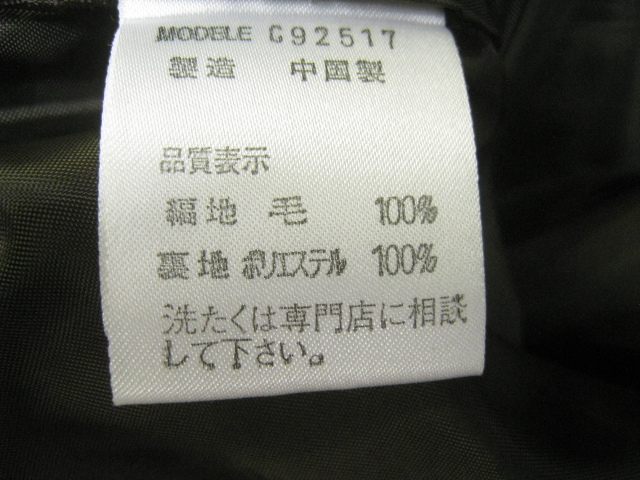 MODELE G92517
製造 中国製
品質表示
編地 毛 100%
裏地 ポリエステル 100%
洗たくは専門店に相談
して下さい。